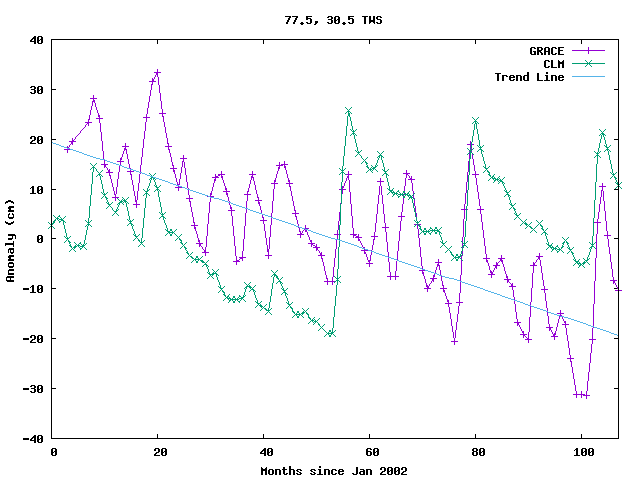 77.5, 30.5 TWS
GRACE
CLM
Trend Line
40
30
20
10
0
-10
-20
-30
-40
Anomaly (cm)
0 20 40 60 80 100
Months since Jan 2002